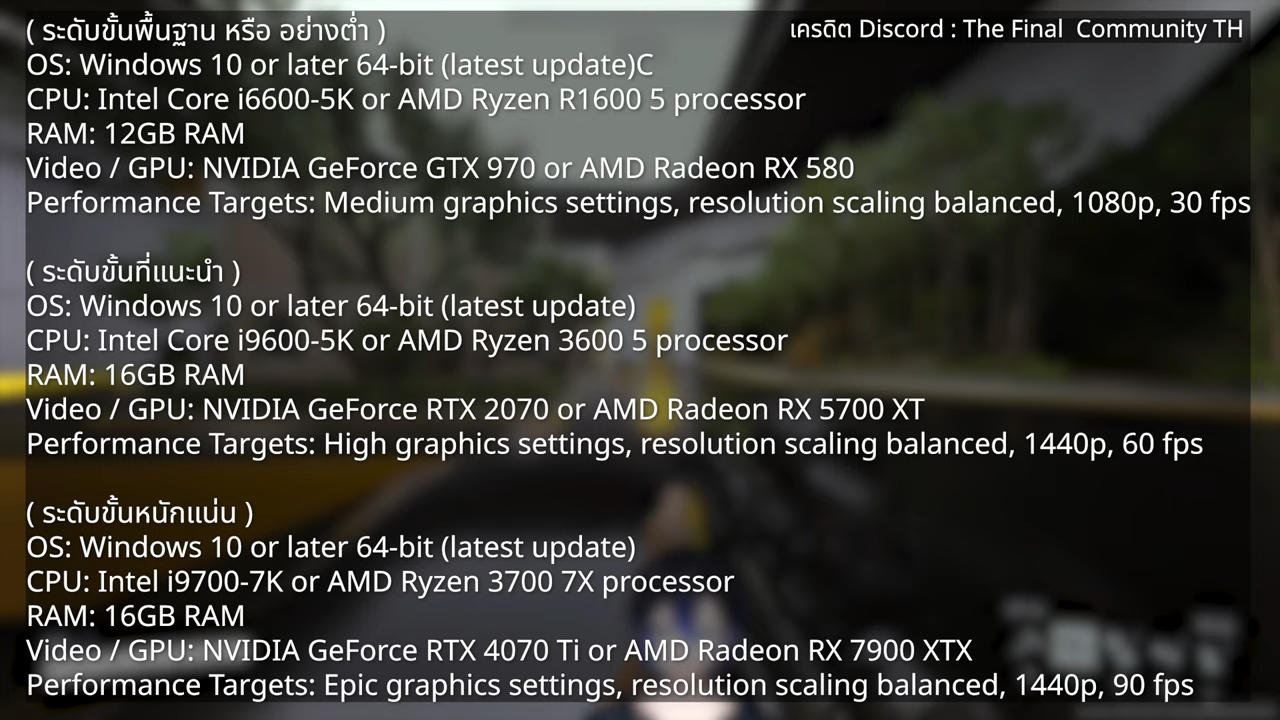 ( ระดับขั้นพื้นฐาน หรือ อย่างต่ำ )
เครดิต Discord : The Final Community TH
OS: Windows 10 or later 64-bit (latest update)C
CPU: Intel Core i6600-5K or AMD Ryzen R1600 5 processor
RAM: 12GB RAM
Video / GPU: NVIDIA GeForce GTX 970 or AMD Radeon RX 580
Performance Targets: Medium graphics settings, resolution scaling balanced, 1080p, 30 fps
( ระดับขั้นที่แนะนำ )
OS: Windows 10 or later 64-bit (latest update)
CPU: Intel Core i9600-5K or AMD Ryzen 3600 5 processor
RAM: 16GB RAM
Video / GPU: NVIDIA GeForce RTX 2070 or AMD Radeon RX 5700 XT
Performance Targets: High graphics settings, resolution scaling balanced, 1440p, 60 fps
( ระดับขั้นหนักแน่น )
OS: Windows 10 or later 64-bit (latest update)
CPU: Intel i9700-7K or AMD Ryzen 3700 7X processor
RAM: 16GB RAM
Video / GPU: NVIDIA GeForce RTX 4070 Ti or AMD Radeon RX 7900 XTX
Performance Targets: Epic graphics settings, resolution scaling balanced, 1440p, 90 fps